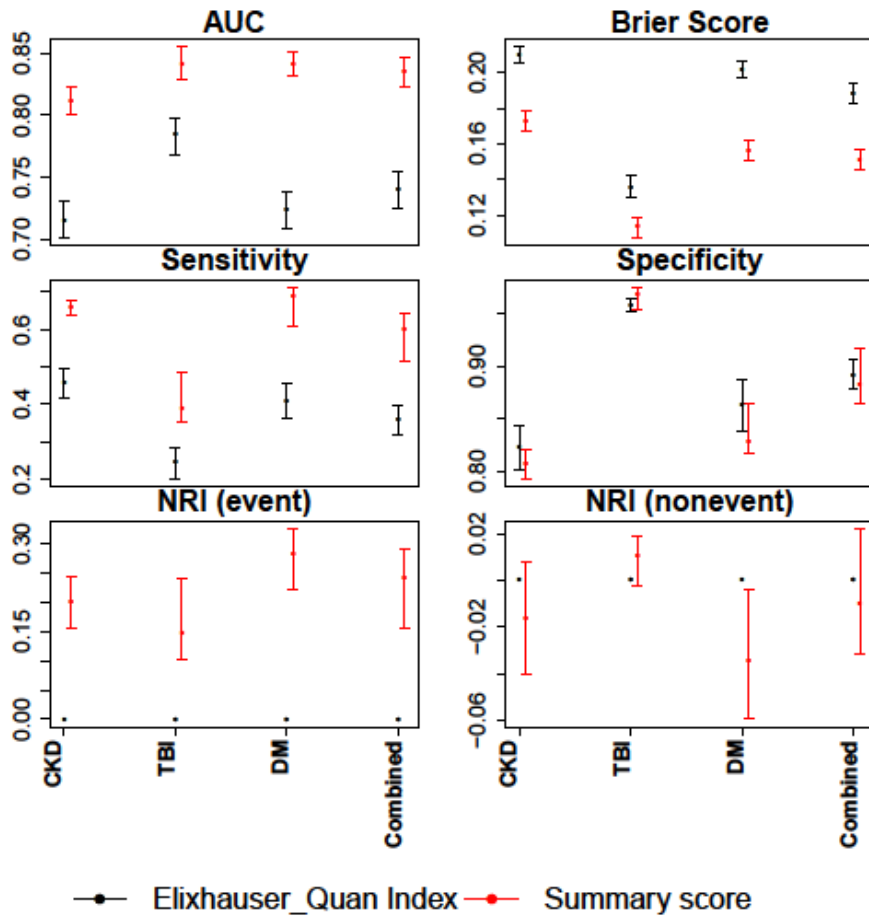 AUC
Brier Score
0.85
0.80
0.75
0.70
0.20
0.16
0.12
Sensitivity
Specificity
0.6
0.4
0.2
0.90
0.80
NRI (event)
NRI (nonevent)
0.30
0.15
0.00
0.02
−0.02
−0.06
CKD
TBI
DM
Combined
CKD
TBI
DM
Combined
Elixhauser_Quan Index
Summary score